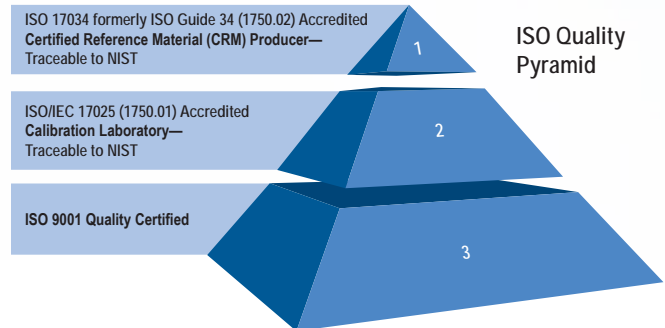 ISO 17034 formerly ISO Guide 34 (1750.02) Accredited
Certified Reference Material (CRM) Producer—
Traceable to NIST
1
ISO Quality
Pyramid
ISO/IEC 17025 (1750.01) Accredited
Calibration Laboratory—
Traceable to NIST
2
ISO 9001 Quality Certified
3